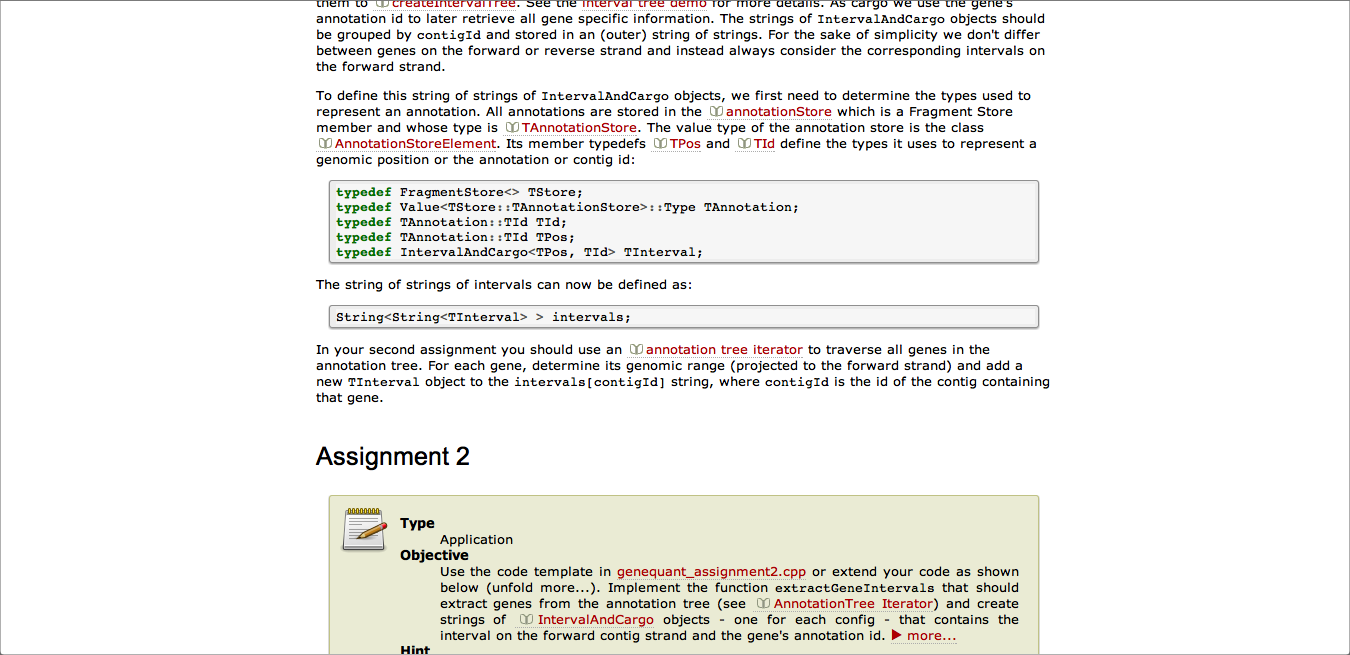 them to createIntervalTree. See the interval tree demo for more details. As cargo we use the gene's
annotation id to later retrieve all gene specific information. The strings of IntervalAndCargo objects should
be grouped by contigId and stored in an (outer) string of strings. For the sake of simplicity we don't differ
between genes on the forward or reverse strand and instead always consider the corresponding intervals on
the forward strand.
To define this string of strings of IntervalAndCargo objects, we first need to determine the types used to
represent an annotation. All annotations are stored in the annotationStore which is a Fragment Store
member and whose type is TAnnotationStore. The value type of the annotation store is the class
AnnotationStoreElement. Its member typedefs TPos and TId define the types it uses to represent a
genomic position or the annotation or contig id:
typedef FragmentStore<> TStore;
typedef Value<TStore::TAnnotationStore>::Type TAnnotation;
typedef TAnnotation::TId TId;
typedef TAnnotation::TId TPos;
typedef IntervalAndCargo<TPos, TId> TInterval;
The string of strings of intervals can now be defined as:
String<String<TInterval> > intervals;
In your second assignment you should use an annotation tree iterator to traverse all genes in the
annotation tree. For each gene, determine its genomic range (projected to the forward strand) and add a
new TInterval object to the intervals[contigId] string, where contigId is the id of the contig containing
that gene.
Assignment 2
Type
Application
Objective
Use the code template in genequant_assignment2.cpp or extend your code as shown
below (unfold more...). Implement the function extractGeneIntervals that should
extract genes from the annotation tree (see AnnotationTree Iterator) and create
strings of IntervalAndCargo objects - one for each config - that contains the
interval on the forward contig strand and the gene's annotation id. more...
Hint